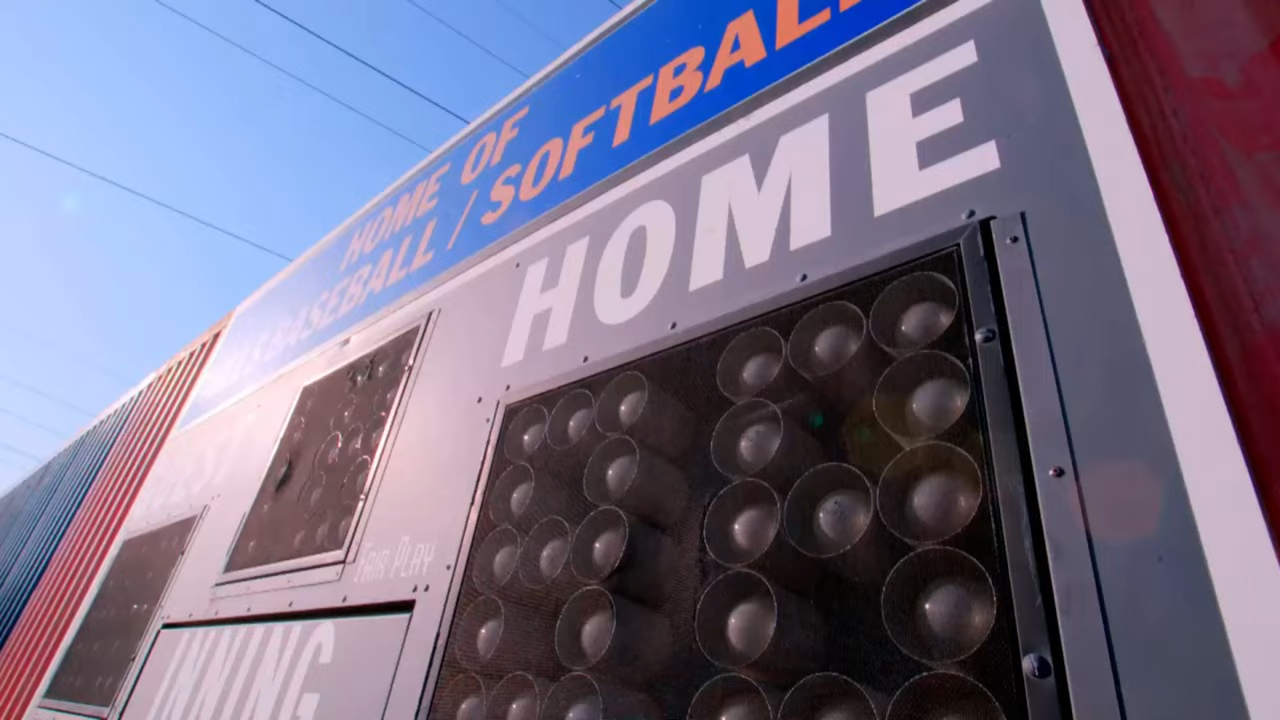 HOME OF
BASEBALL / SOFTBALL
HOME
FAIR-PLAY
INNING